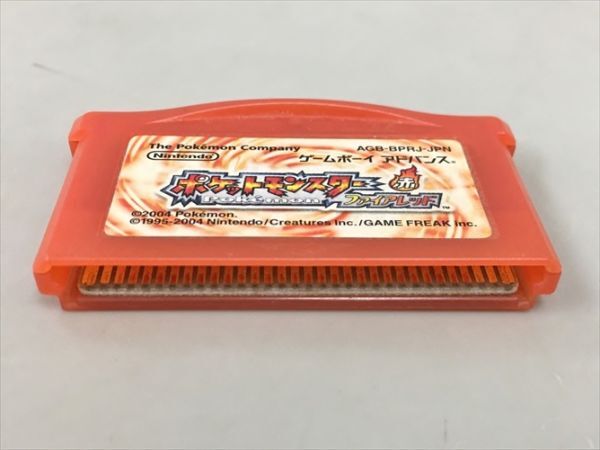 The Pokémon Company AGB-BPRJ-JPN
Nintendo ゲームボーイ アドバンス®
ポケットモンスター 赤
POKéMON ファイアレッド™
©2004 Pokémon.
©1995-2004 Nintendo/Creatures inc./GAME FREAK inc.